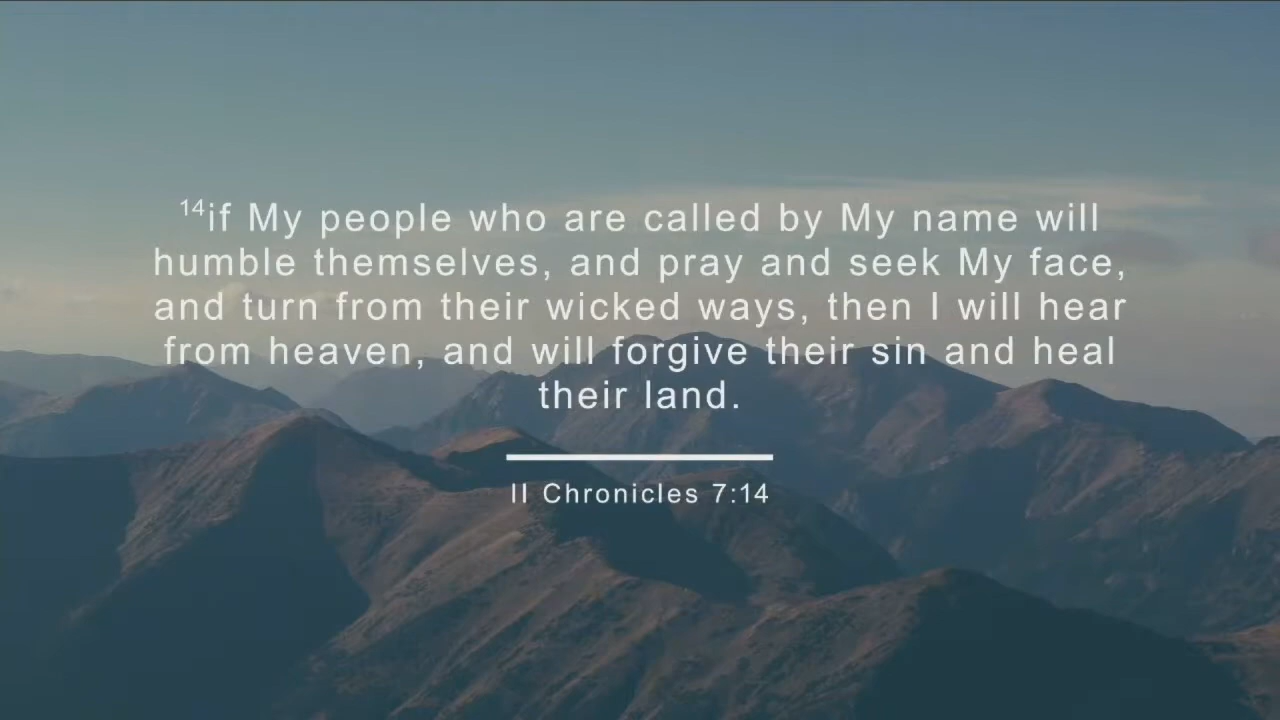 ¹⁴if My people who are called by My name will
humble themselves, and pray and seek My face,
and turn from their wicked ways, then I will hear
from heaven, and will forgive their sin and heal
their land.
II Chronicles 7:14